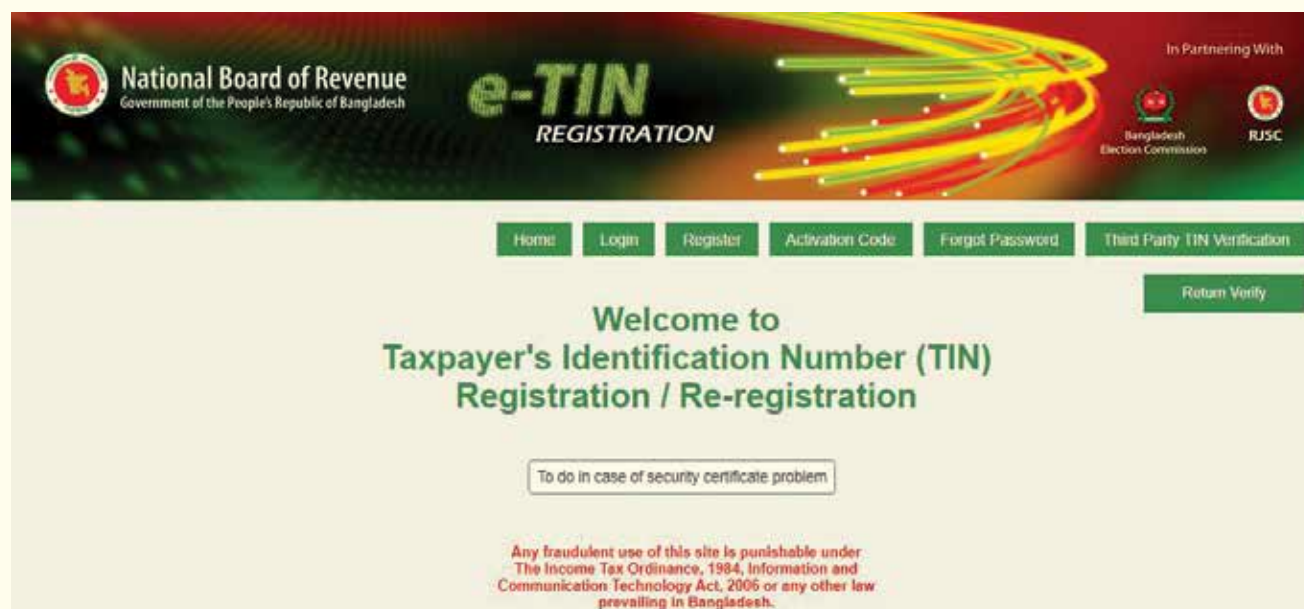 National Board of Revenue
Government of the People's Republic of Bangladesh
e-TIN
REGISTRATION
In Partnering With
Bangladesh
Election Commission
RJSC
Home
Login
Register
Activation Code
Forgot Password
Third Party TIN Verification
Return Verify
Welcome to
Taxpayer's Identification Number (TIN)
Registration / Re-registration
To do in case of security certificate problem
Any fraudulent use of this site is punishable under
The Income Tax Ordinance, 1984, Information and
Communication Technology Act, 2006 or any other law
prevailing in Bangladesh.